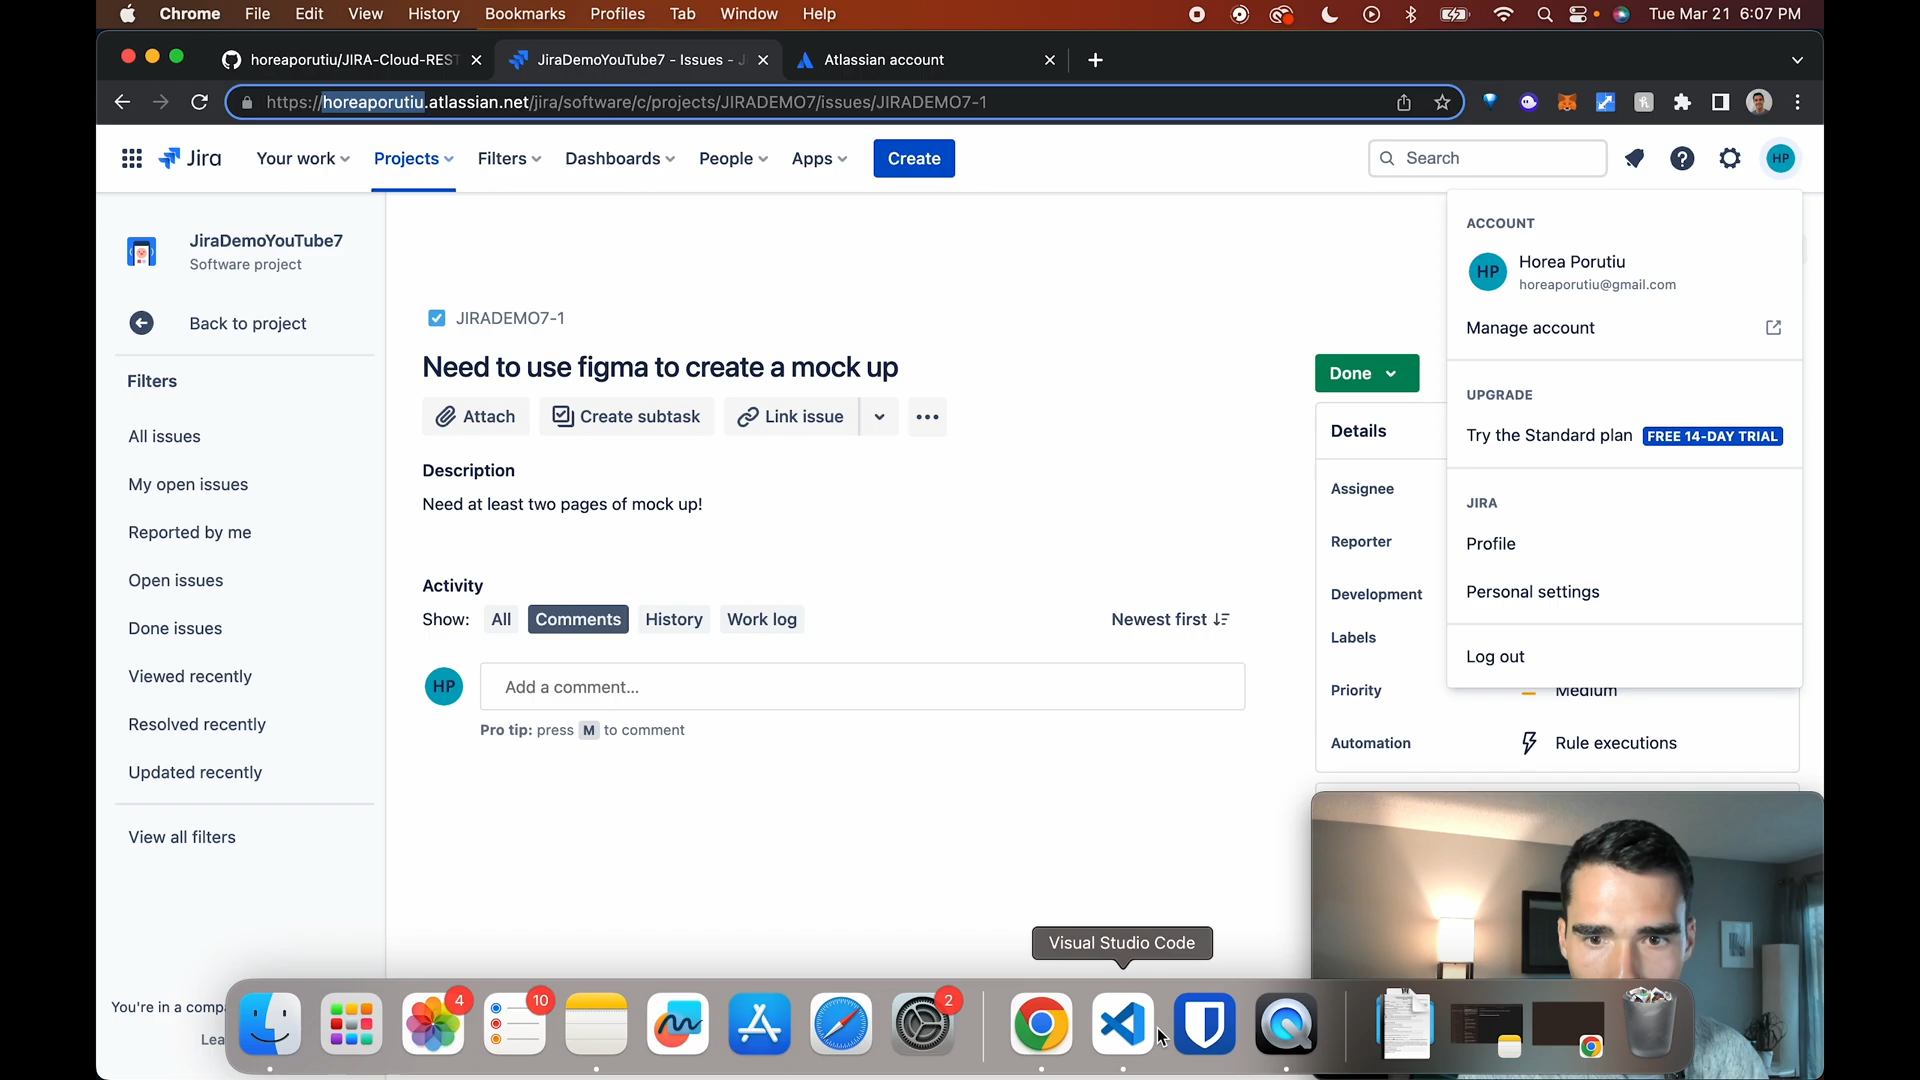 Chrome File Edit View History Bookmarks Profiles Tab Window Help
Tue Mar 21 6:07 PM
horeaporutiu/JIRA-Cloud-REST
JiraDemoYouTube7 - Issues - J
Atlassian account
https://horeaporutiu.atlassian.net/jira/software/c/projects/JIRADEMO7/issues/JIRADEMO7-1
Jira Your work Projects Filters Dashboards People Apps Create
Search
HP
JiraDemoYouTube7
Software project
Back to project
Filters
All issues
My open issues
Reported by me
Open issues
Done issues
Viewed recently
Resolved recently
Updated recently
View all filters
You're in a compa
Lea
JIRADEMO7-1
Need to use figma to create a mock up
Attach
Create subtask
Link issue
Description
Need at least two pages of mock up!
Activity
Show: All Comments History Work log
Newest first
HP
Add a comment...
Pro tip: press M to comment
Done
Details
Assignee
Reporter
Development
Labels
Priority
Medium
Automation
Rule executions
ACCOUNT
HP
Horea Porutiu
horeaporutiu@gmail.com
Manage account
UPGRADE
Try the Standard plan FREE 14-DAY TRIAL
JIRA
Profile
Personal settings
Log out
Visual Studio Code
4
10
2